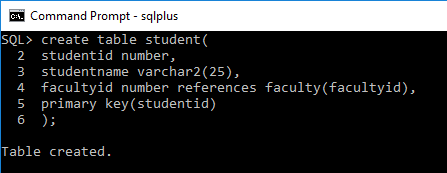 Command Prompt - sqlplus
SQL> create table student(
2 studentid number,
3 studentname varchar2(25),
4 facultyid number references faculty(facultyid),
5 primary key(studentid)
6 );
Table created.